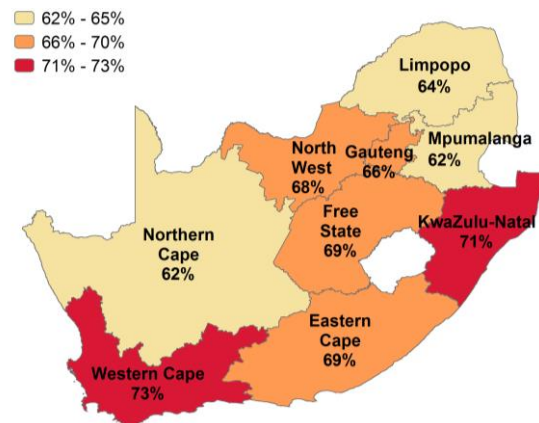 62% - 65%
66% - 70%
71% - 73%
Limpopo
64%
Mpumalanga
62%
North
West
68%
Gauteng
66%
Free
State
69%
KwaZulu-Natal
71%
Northern
Cape
62%
Eastern
Cape
69%
Western Cape
73%